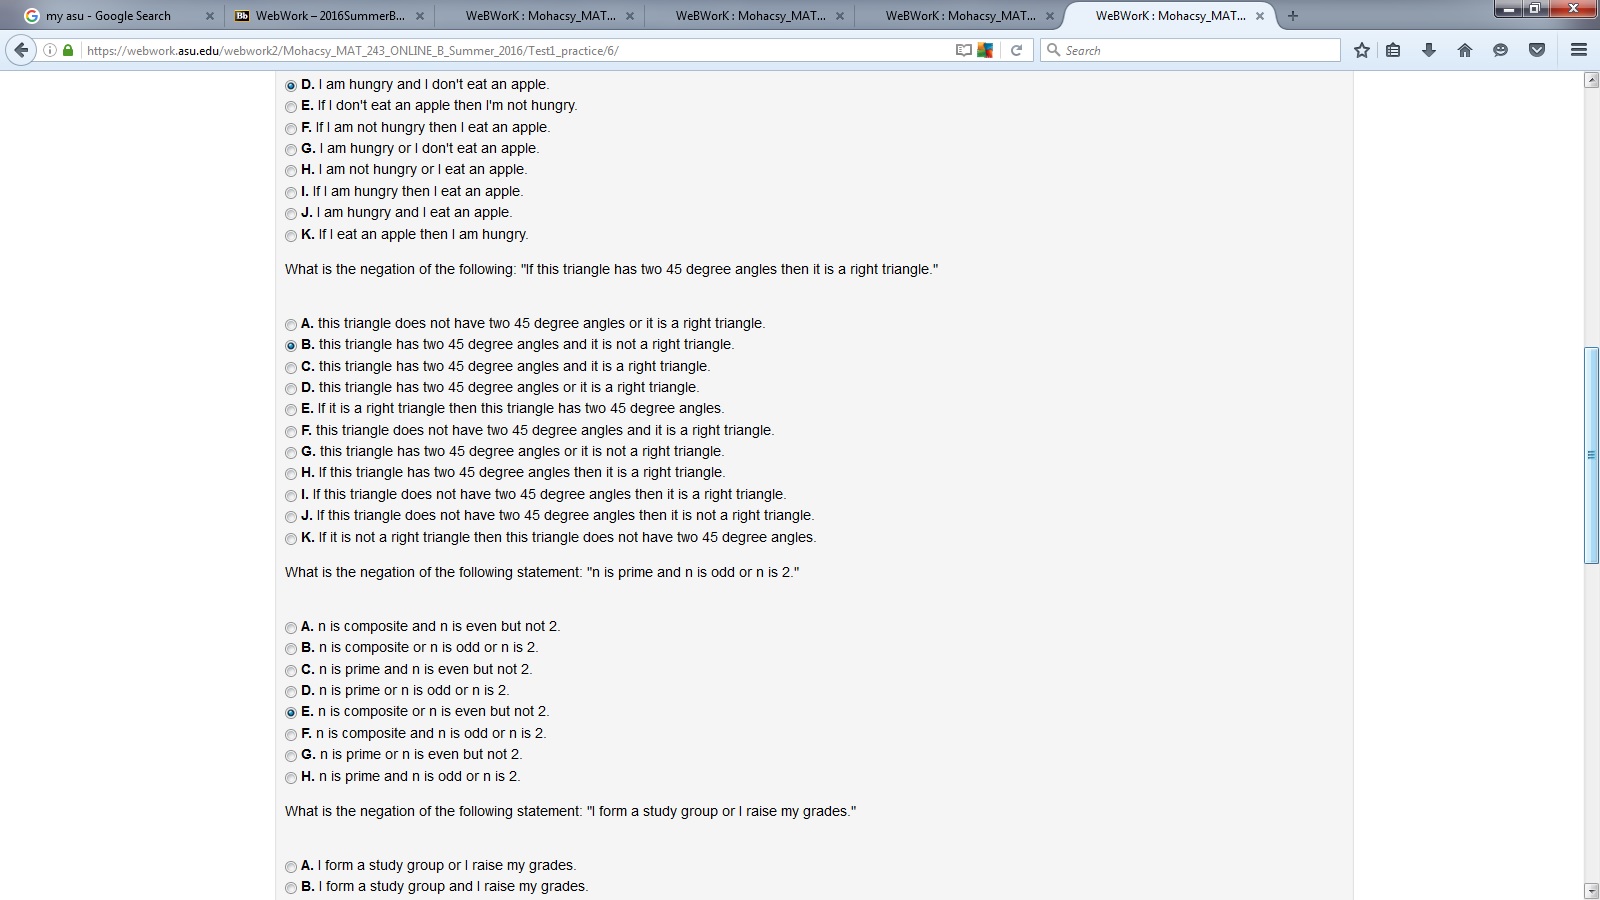 my asu - Google Search
WebWork – 2016SummerB...
WeBWorK : Mohacsy_MAT...
WeBWorK : Mohacsy_MAT...
WeBWorK : Mohacsy_MAT...
WeBWorK : Mohacsy_MAT...
https://webwork.asu.edu/webwork2/Mohacsy_MAT_243_ONLINE_B_Summer_2016/Test1_practice/6/
Search
D. I am hungry and I don't eat an apple.
E. If I don't eat an apple then I'm not hungry.
F. If I am not hungry then I eat an apple.
G. I am hungry or I don't eat an apple.
H. I am not hungry or I eat an apple.
I. If I am hungry then I eat an apple.
J. I am hungry and I eat an apple.
K. If I eat an apple then I am hungry.
What is the negation of the following: "If this triangle has two 45 degree angles then it is a right triangle."
A. this triangle does not have two 45 degree angles or it is a right triangle.
B. this triangle has two 45 degree angles and it is not a right triangle.
C. this triangle has two 45 degree angles and it is a right triangle.
D. this triangle has two 45 degree angles or it is a right triangle.
E. If it is a right triangle then this triangle has two 45 degree angles.
F. this triangle does not have two 45 degree angles and it is a right triangle.
G. this triangle has two 45 degree angles or it is not a right triangle.
H. If this triangle has two 45 degree angles then it is a right triangle.
I. If this triangle does not have two 45 degree angles then it is a right triangle.
J. If this triangle does not have two 45 degree angles then it is not a right triangle.
K. If it is not a right triangle then this triangle does not have two 45 degree angles.
What is the negation of the following statement: "n is prime and n is odd or n is 2."
A. n is composite and n is even but not 2.
B. n is composite or n is odd or n is 2.
C. n is prime and n is even but not 2.
D. n is prime or n is odd or n is 2.
E. n is composite or n is even but not 2.
F. n is composite and n is odd or n is 2.
G. n is prime or n is even but not 2.
H. n is prime and n is odd or n is 2.
What is the negation of the following statement: "I form a study group or I raise my grades."
A. I form a study group or I raise my grades.
B. I form a study group and I raise my grades.